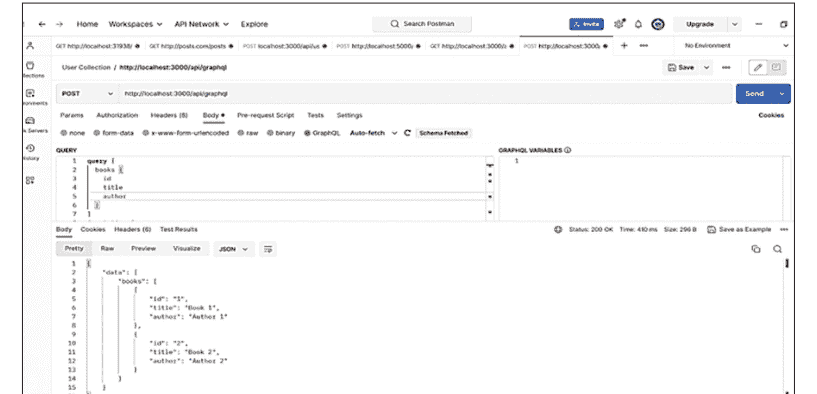 Home Workspaces API Network Explore Search Postman Invite Upgrade
GET http://localhost:31938/ GET http://posts.com/posts POST localhost:3000/api/us POST http://localhost:5000/ GET http://localhost:3000/a POST http://localhost:3000/ + No Environment
User Collection / http://localhost:3000/api/graphql Save
POST http://localhost:3000/api/graphql Send
Params Authorization Headers (8) Body Pre-request Script Tests Settings Cookies
none form-data x-www-form-urlencoded raw binary GraphQL Auto-fetch Schema Fetched
QUERY GRAPHQL VARIABLES
1 query { 1
2 books {
3 id
4 title
5 author
6 }
7 }
Body Cookies Headers (6) Test Results Status: 200 OK Time: 410 ms Size: 296 B Save as Example
Pretty Raw Preview Visualize JSON
1 {
2 "data": {
3 "books": [
4 {
5 "id": "1",
6 "title": "Book 1",
7 "author": "Author 1"
8 },
9 {
10 "id": "2",
11 "title": "Book 2",
12 "author": "Author 2"
13 }
14 ]
15 }